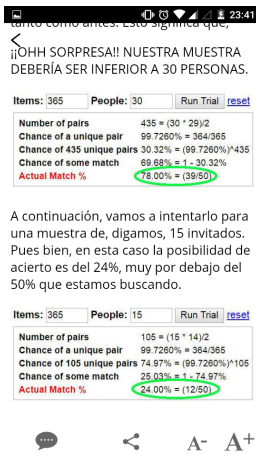 23:41
tanto como antes. Esto significa que,
¡¡OHH SORPRESA!! NUESTRA MUESTRA
DEBERÍA SER INFERIOR A 30 PERSONAS.
Items: 365 People: 30 Run Trial reset
Number of pairs 435 = (30 * 29)/2
Chance of a unique pair 99.7260% = 364/365
Chance of 435 unique pairs 30.32% = (99.7260%)^435
Chance of some match 69.68% = 1 - 30.32%
Actual Match % 78.00% = (39/50)
A continuación, vamos a intentarlo para
una muestra de, digamos, 15 invitados.
Pues bien, en esta caso la posibilidad de
acierto es del 24%, muy por debajo del
50% que estamos buscando.
Items: 365 People: 15 Run Trial reset
Number of pairs 105 = (15 * 14)/2
Chance of a unique pair 99.7260% = 364/365
Chance of 105 unique pairs 74.97% = (99.7260%)^105
Chance of some match 25.03% = 1 - 74.97%
Actual Match % 24.00% = (12/50)
A- A+